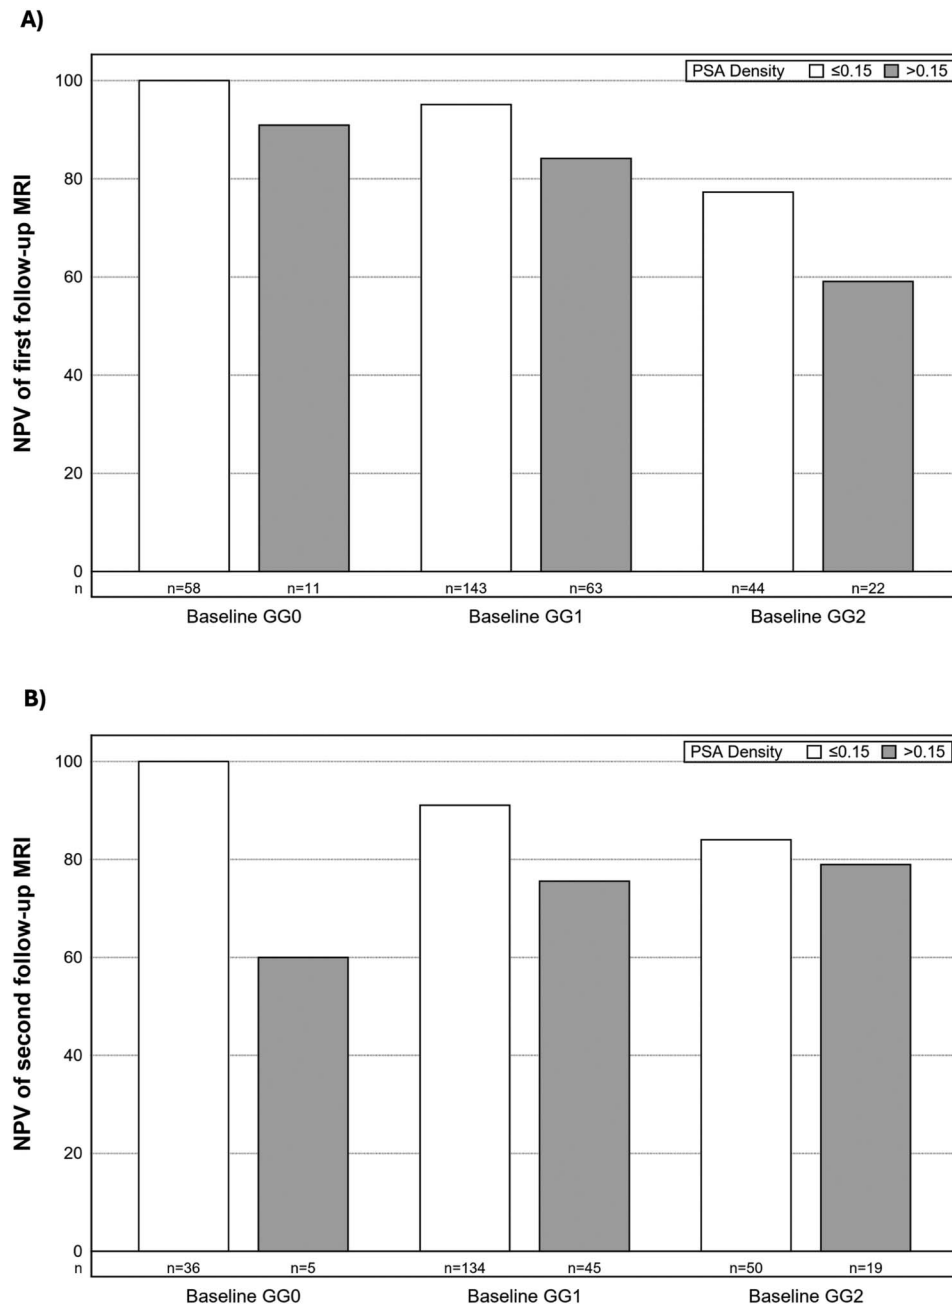 A)
PSA Density ≤0.15 >0.15
NPV of first follow-up MRI
100
80
60
40
20
0
n n=58 n=11 n=143 n=63 n=44 n=22
Baseline GG0 Baseline GG1 Baseline GG2
B)
PSA Density ≤0.15 >0.15
NPV of second follow-up MRI
100
80
60
40
20
0
n n=36 n=5 n=134 n=45 n=50 n=19
Baseline GG0 Baseline GG1 Baseline GG2